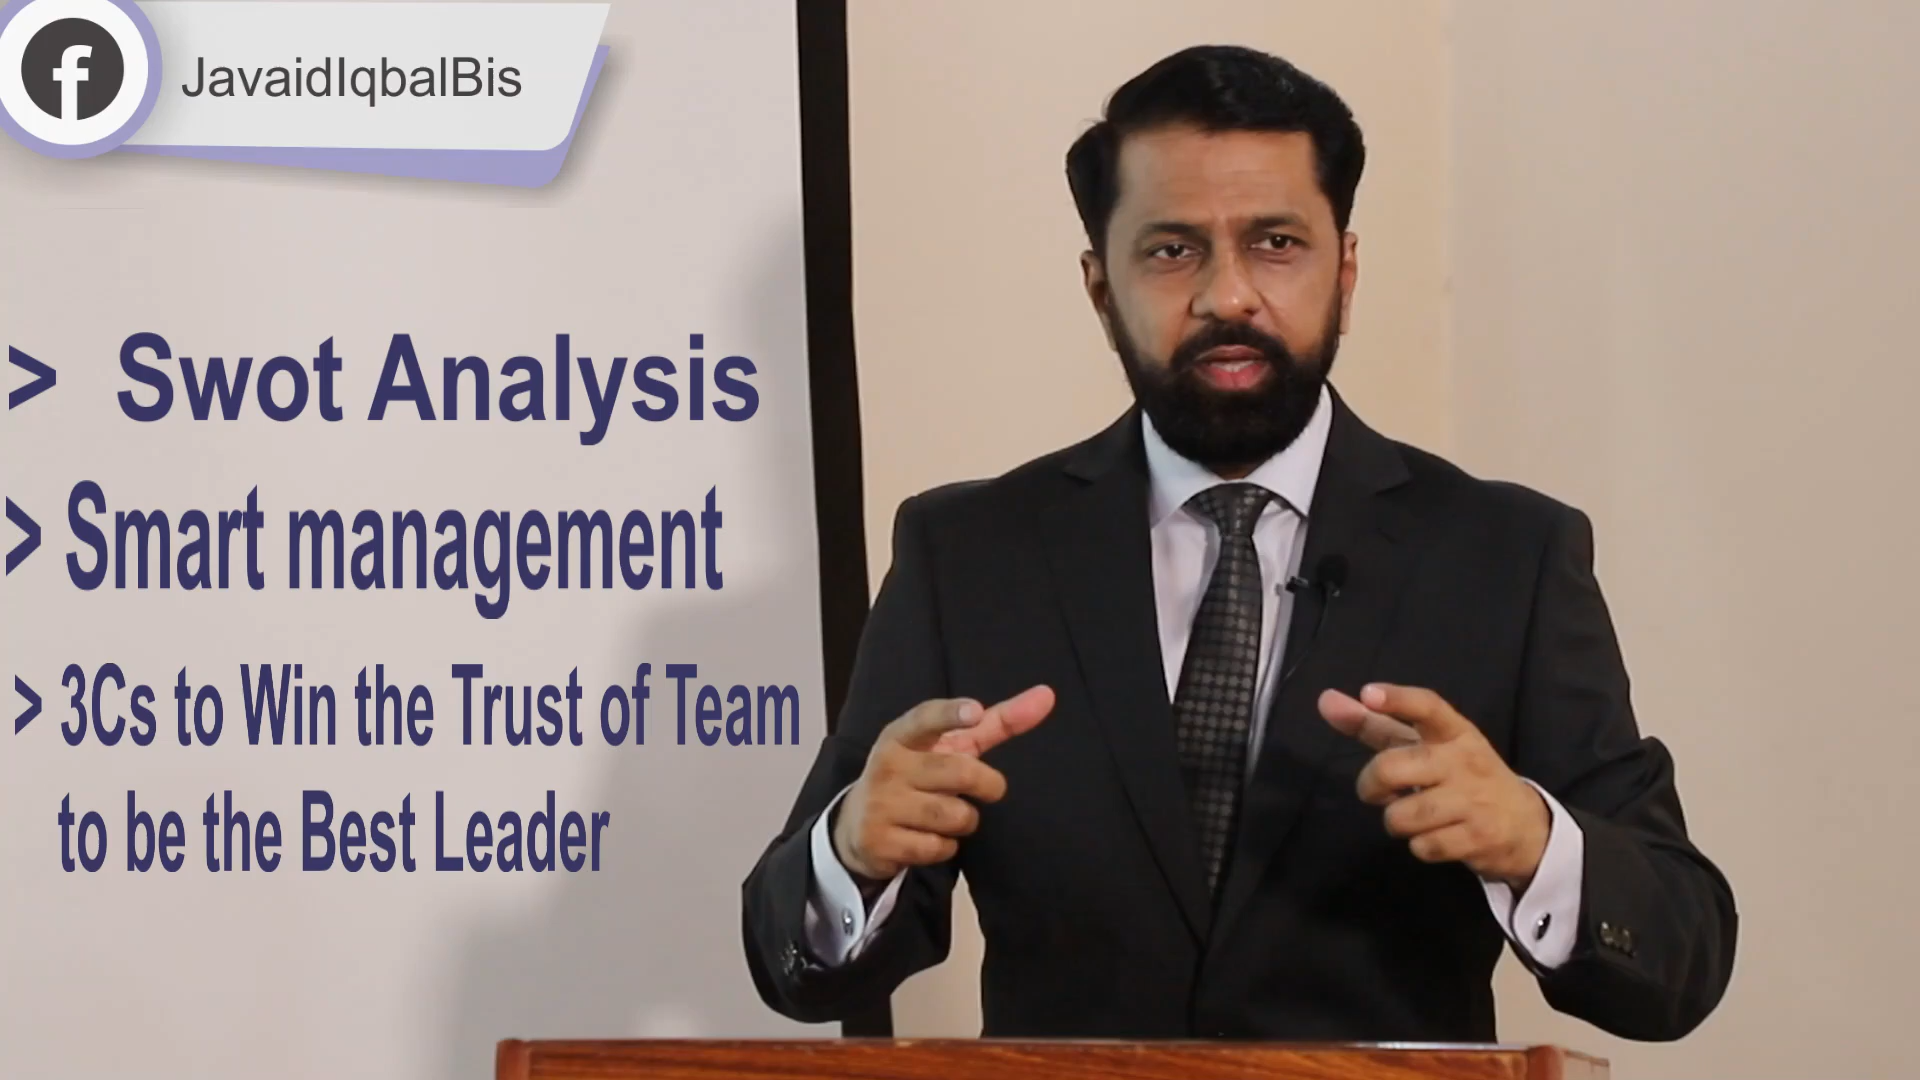 JavaidIqbalBis
> Swot Analysis
> Smart management
> 3Cs to Win the Trust of Team
to be the Best Leader